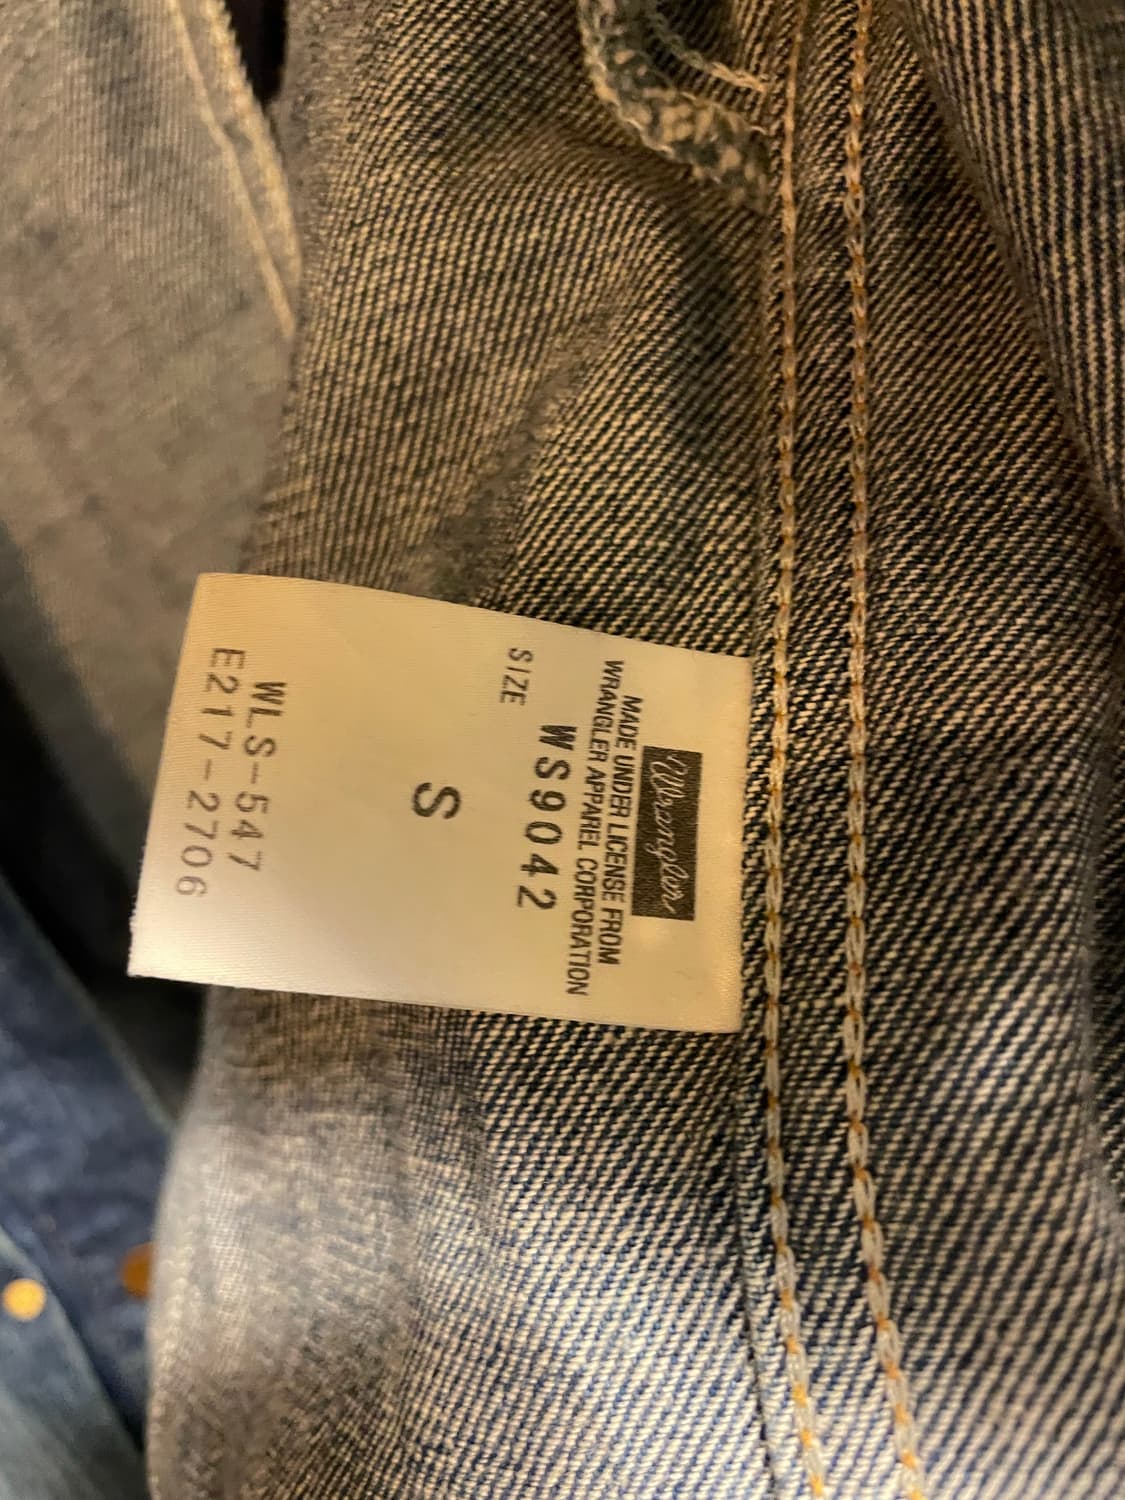 Wrangler
MADE UNDER LICENSE FROM
WRANGLER APPAREL CORPORATION
WS9042
SIZE
S
WLS-547
E217-2706